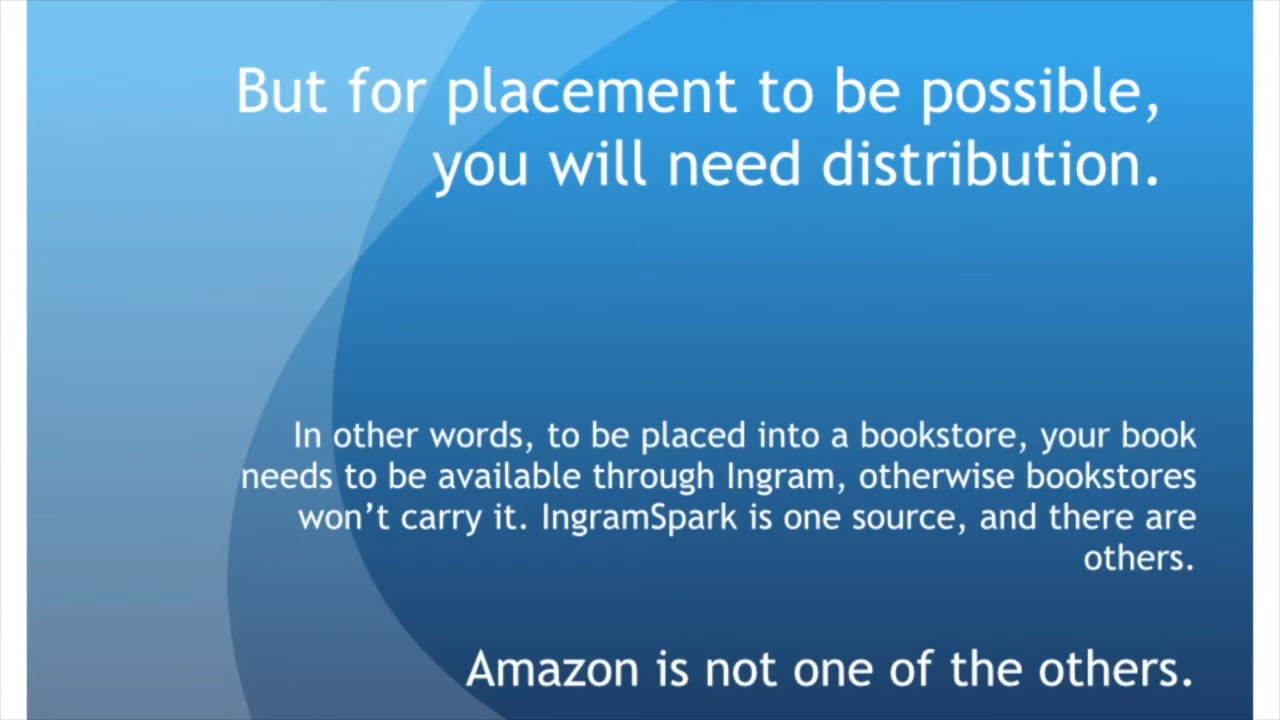 But for placement to be possible,
you will need distribution.
In other words, to be placed into a bookstore, your book
needs to be available through Ingram, otherwise bookstores
won’t carry it. IngramSpark is one source, and there are
others.
Amazon is not one of the others.